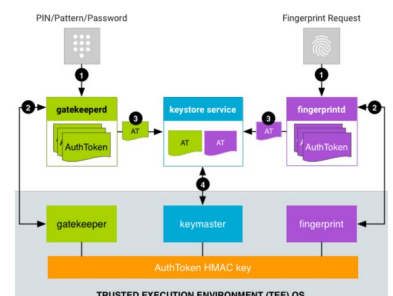 PIN/Pattern/Password
Fingerprint Request
1
1
2
gatekeeperd
3
keystore service
3
fingerprintd
2
AT
AT
AT
AT
AuthToken
AuthToken
4
gatekeeper
keymaster
fingerprint
AuthToken HMAC key
TRUSTED EXECUTION ENVIRONMENT (TEE) OS